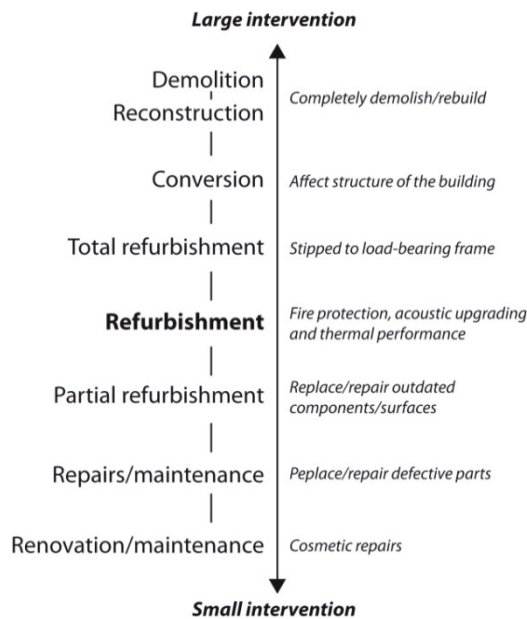 Large intervention
Demolition
Reconstruction
Completely demolish/rebuild
Conversion
Affect structure of the building
Total refurbishment
Stipped to load-bearing frame
Refurbishment
Fire protection, acoustic upgrading
and thermal performance
Partial refurbishment
Replace/repair outdated
components/surfaces
Repairs/maintenance
Peplace/repair defective parts
Renovation/maintenance
Cosmetic repairs
Small intervention